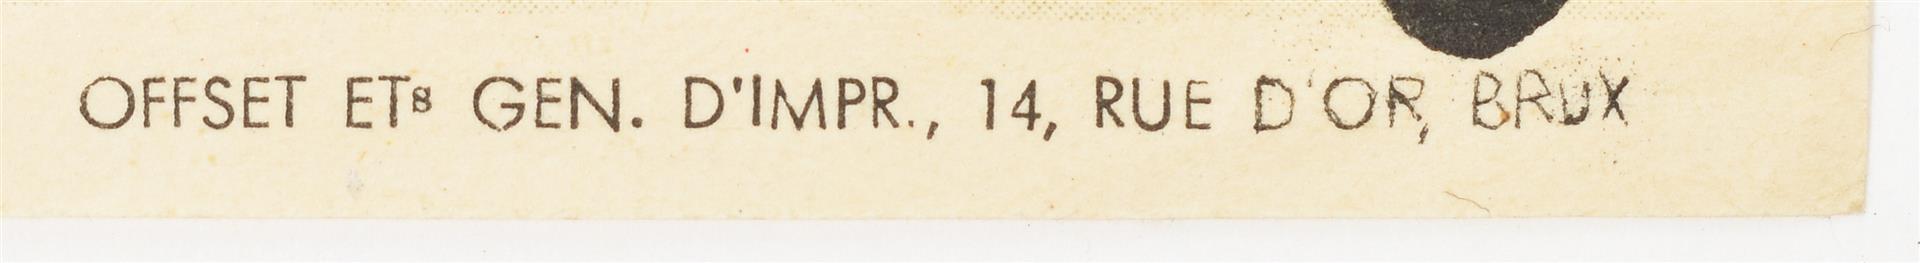 OFFSET ETS GEN. D'IMPR., 14, RUE D'OR, BRUX